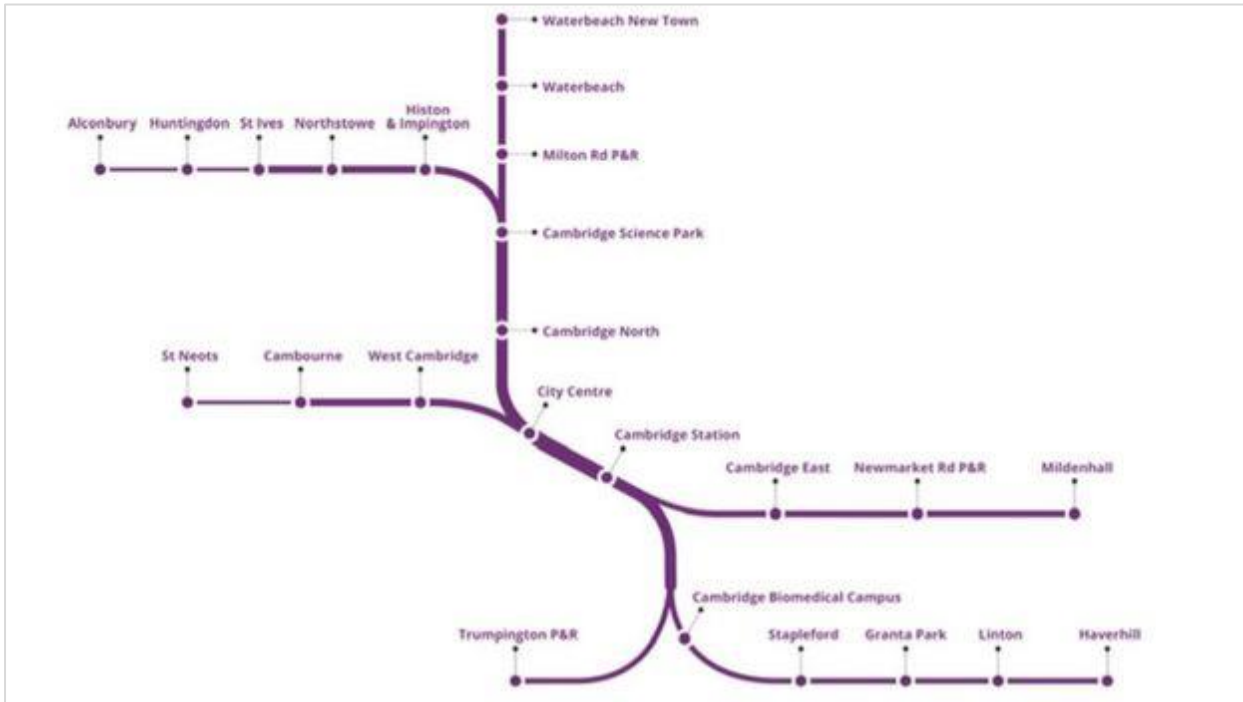 Waterbeach New Town
Waterbeach
Histon
& Impington
Alconbury
Huntingdon
St Ives
Northstowe
Milton Rd P&R
Cambridge Science Park
Cambridge North
St Neots
Cambourne
West Cambridge
City Centre
Cambridge Station
Cambridge East
Newmarket Rd P&R
Mildenhall
Cambridge Biomedical Campus
Trumpington P&R
Stapleford
Granta Park
Linton
Haverhill